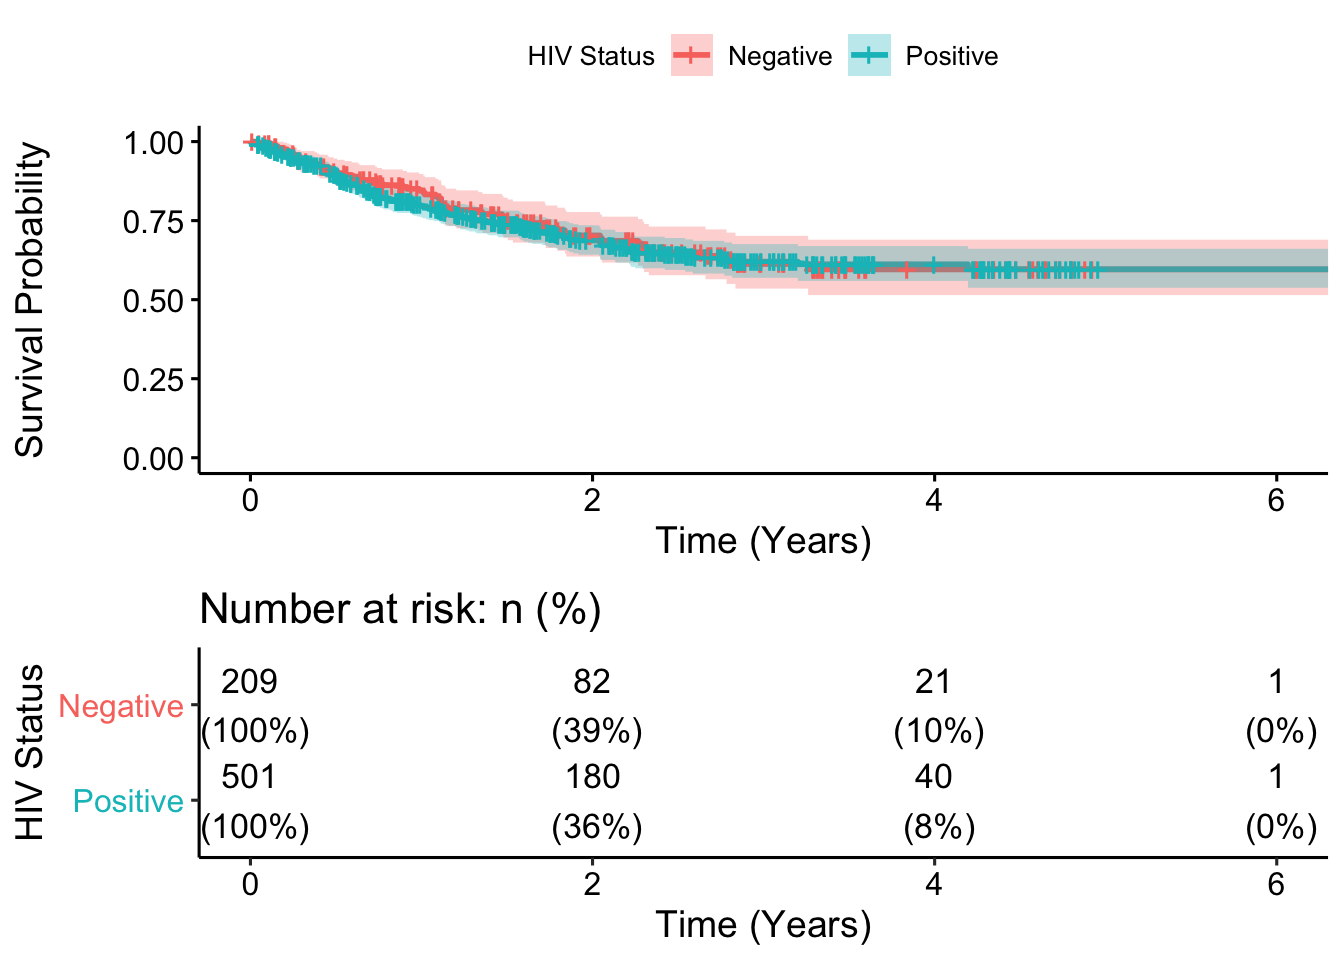 HIV Status Negative Positive
Survival Probability
1.00
0.75
0.50
0.25
0.00
0 2 4 6
Time (Years)
Number at risk: n (%)
HIV Status
Negative
209 82 21 1
(100%) (39%) (10%) (0%)
Positive
501 180 40 1
(100%) (36%) (8%) (0%)
0 2 4 6
Time (Years)